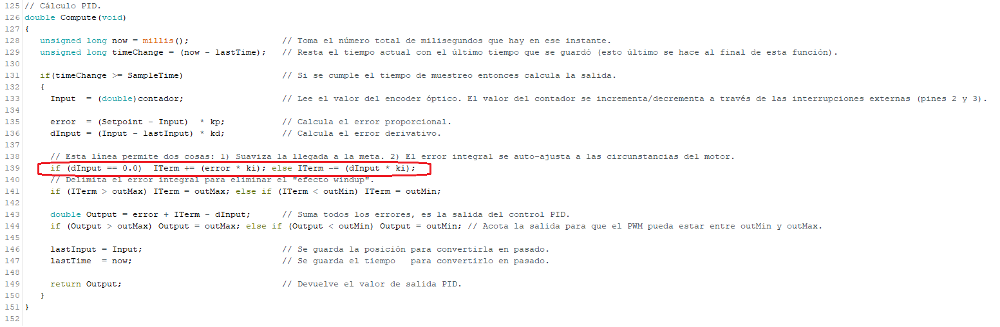 125 // Cálculo PID.
126 double Compute(void)
127 {
128    unsigned long now = millis();                  // Toma el número total de milisegundos que hay en ese instante.
129    unsigned long timeChange = (now - lastTime);   // Resta el tiempo actual con el último tiempo que se guardó (esto último se hace al final de esta función).
130
131    if(timeChange >= SampleTime)                   // Si se cumple el tiempo de muestreo entonces calcula la salida.
132    {
133      Input  = (double)contador;                   // Lee el valor del encoder óptico. El valor del contador se incrementa/decrementa a través de las interrupciones externas (pines 2 y 3).
134
135      error  = (Setpoint - Input)  * kp;           // Calcula el error proporcional.
136      dInput = (Input - lastInput) * kd;           // Calcula el error derivativo.
137
138      // Esta línea permite dos cosas: 1) Suaviza la llegada a la meta. 2) El error integral se auto-ajusta a las circunstancias del motor.
139      if (dInput == 0.0)  ITerm += (error * ki); else ITerm -= (dInput * ki);
140      // Delimita el error integral para eliminar el "efecto windup".
141      if (ITerm > outMax) ITerm = outMax; else if (ITerm < outMin) ITerm = outMin;
142
143      double Output = error + ITerm - dInput;      // Suma todos los errores, es la salida del control PID.
144      if (Output > outMax) Output = outMax; else if (Output < outMin) Output = outMin; // Acota la salida para que el PWM pueda estar entre outMin y outMax.
145
146      lastInput = Input;                           // Se guarda la posición para convertirla en pasado.
147      lastTime  = now;                             // Se guarda el tiempo   para convertirlo en pasado.
148
149      return Output;                               // Devuelve el valor de salida PID.
150    }
151 }
152